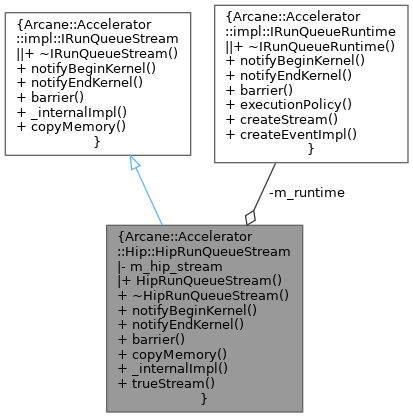 {Arcane::Accelerator
::impl::IRunQueueStream
||+ ~IRunQueueStream()
+ notifyBeginKernel()
+ notifyEndKernel()
+ barrier()
+ _internalImpl()
+ copyMemory()
}
{Arcane::Accelerator
::impl::IRunQueueRuntime
||+ ~IRunQueueRuntime()
+ notifyBeginKernel()
+ notifyEndKernel()
+ barrier()
+ executionPolicy()
+ createStream()
+ createEventImpl()
}
-m_runtime
{Arcane::Accelerator
::Hip::HipRunQueueStream
|- m_hip_stream
|+ HipRunQueueStream()
+ ~HipRunQueueStream()
+ notifyBeginKernel()
+ notifyEndKernel()
+ barrier()
+ copyMemory()
+ _internalImpl()
+ trueStream()
}